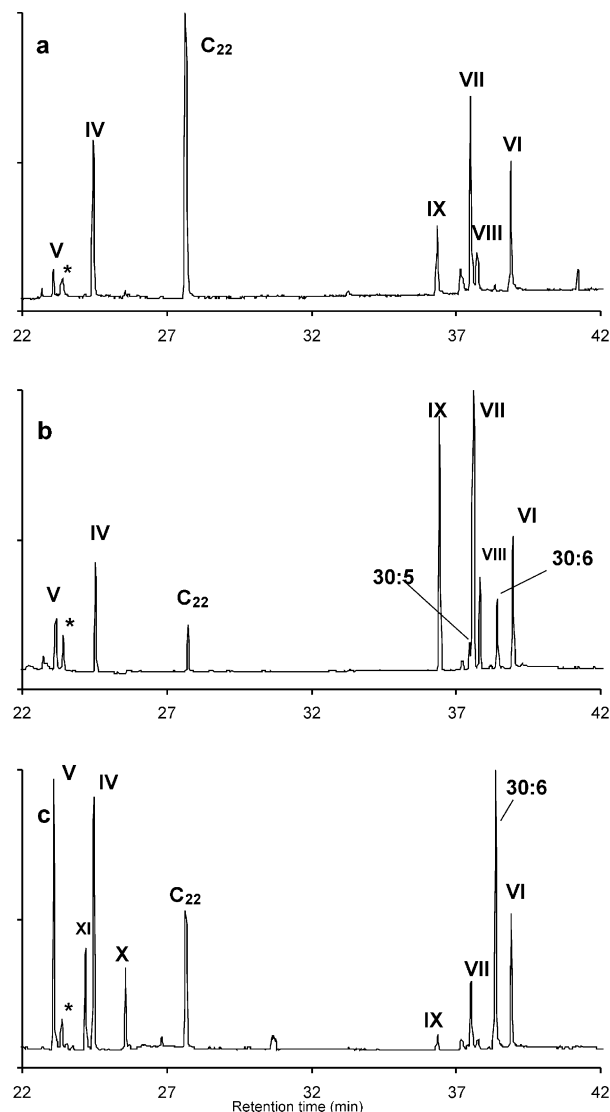 a
C22
VII
IV
VI
IX
VIII
V
*
22 27 32 37 42
b
IX VII
IV
VI
VIII
30:6
30:5
C22
V
*
22 27 32 37 42
V
IV
30:6
c
VI
C22
XI
X
VII
*
IX
22 27 32 37 42
Retention time (min)